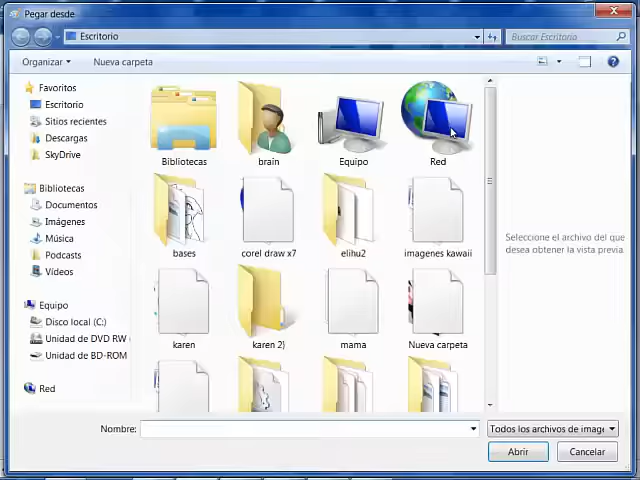 Pegar desde
Escritorio
Buscar Escritorio
Organizar
Nueva carpeta
Favoritos
Escritorio
Sitios recientes
Descargas
SkyDrive
Bibliotecas
Documentos
Imágenes
Música
Podcasts
Vídeos
Equipo
Disco local (C:)
Unidad de DVD RW
Unidad de BD-ROM
Red
Bibliotecas
brain
Equipo
Red
bases
corel draw x7
elihu2
imagenes kawaii
karen
karen 2)
mama
Nueva carpeta
Seleccione el archivo del que
desea obtener la vista previa.
Nombre:
Todos los archivos de image
Abrir
Cancelar